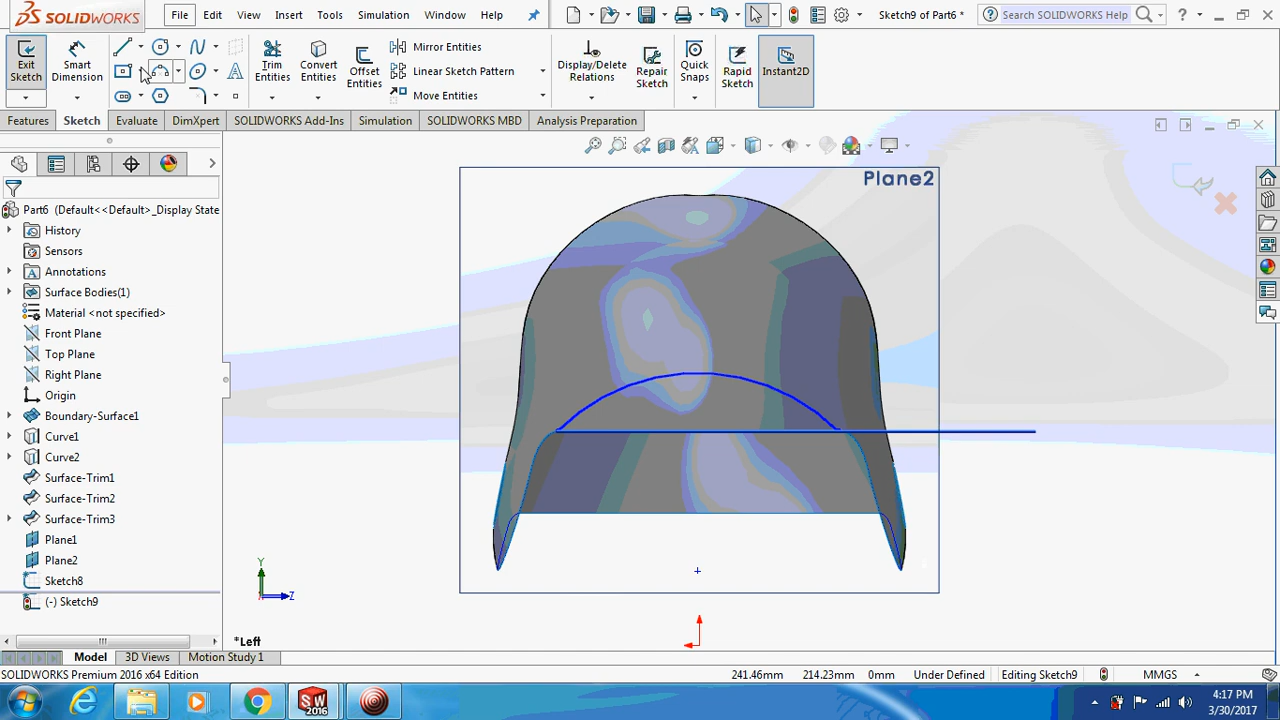 SOLIDWORKS File Edit View Insert Tools Simulation Window Help Sketch9 of Part6 * Search SOLIDWORKS Help ?
Exit Sketch
Smart Dimension
Trim Entities
Convert Entities
Offset Entities
Mirror Entities
Linear Sketch Pattern
Move Entities
Display/Delete Relations
Repair Sketch
Quick Snaps
Rapid Sketch
Instant2D
Features Sketch Evaluate DimXpert SOLIDWORKS Add-Ins Simulation SOLIDWORKS MBD Analysis Preparation
Plane2
Part6 (Default<<Default>_Display State
History
Sensors
Annotations
Surface Bodies(1)
Material <not specified>
Front Plane
Top Plane
Right Plane
Origin
Boundary-Surface1
Curve1
Curve2
Surface-Trim1
Surface-Trim2
Surface-Trim3
Plane1
Plane2
Sketch8
(-) Sketch9
Y
Z
*Left
Model 3D Views Motion Study 1
SOLIDWORKS Premium 2016 x64 Edition 241.46mm 214.23mm 0mm Under Defined Editing Sketch9 MMGS
SW
2016
4:17 PM
3/30/2017